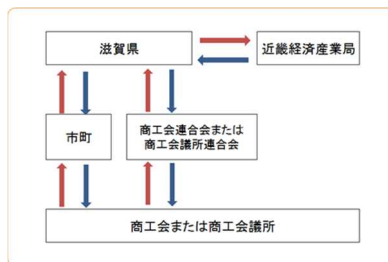 滋賀県
近畿経済産業局
市町
商工会連合会または
商工会議所連合会
商工会または商工会議所